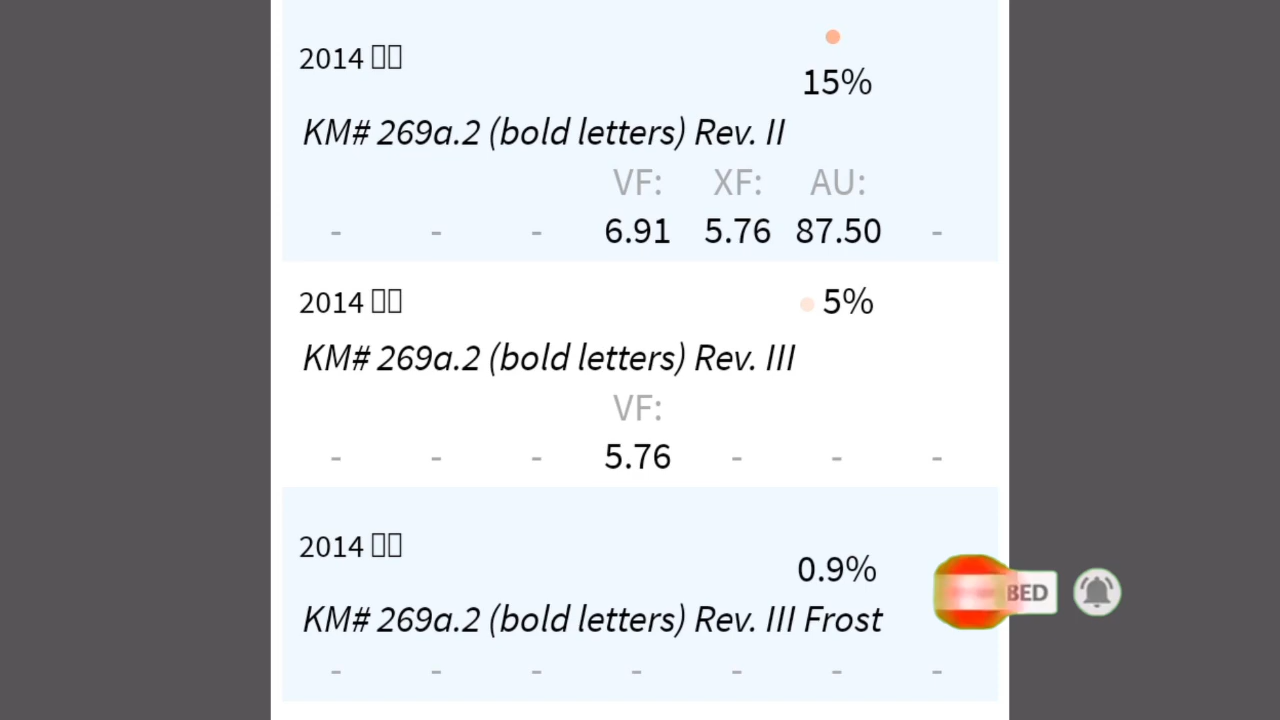 2014
15%
KM# 269a.2 (bold letters) Rev. II
VF: XF: AU:
- - - 6.91 5.76 87.50 -
2014
5%
KM# 269a.2 (bold letters) Rev. III
VF:
- - - 5.76 - - -
2014
0.9%
KM# 269a.2 (bold letters) Rev. III Frost
BED
- - - - - - -